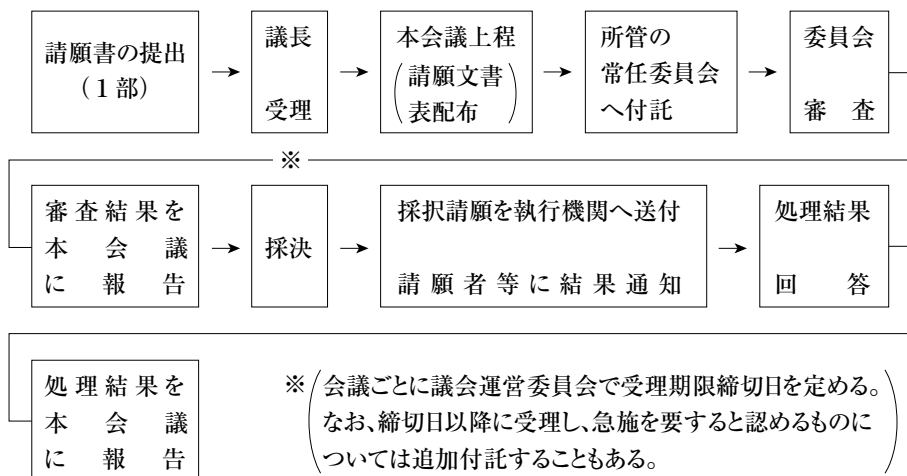 請願書の提出
（１部）
→
議長
受理
→
本会議上程
（請願文書
表配布）
→
所管の
常任委員会
へ付託
→
委員会
審査
※
審査結果を
本会議
に報告
→
採決
→
採択請願を執行機関へ送付
請願者等に結果通知
→
処理結果
回答
処理結果を
本会議
に報告
※（会議ごとに議会運営委員会で受理期限締切日を定める。
なお、締切日以降に受理し、急施を要すると認めるものに
ついては追加付託することもある。）